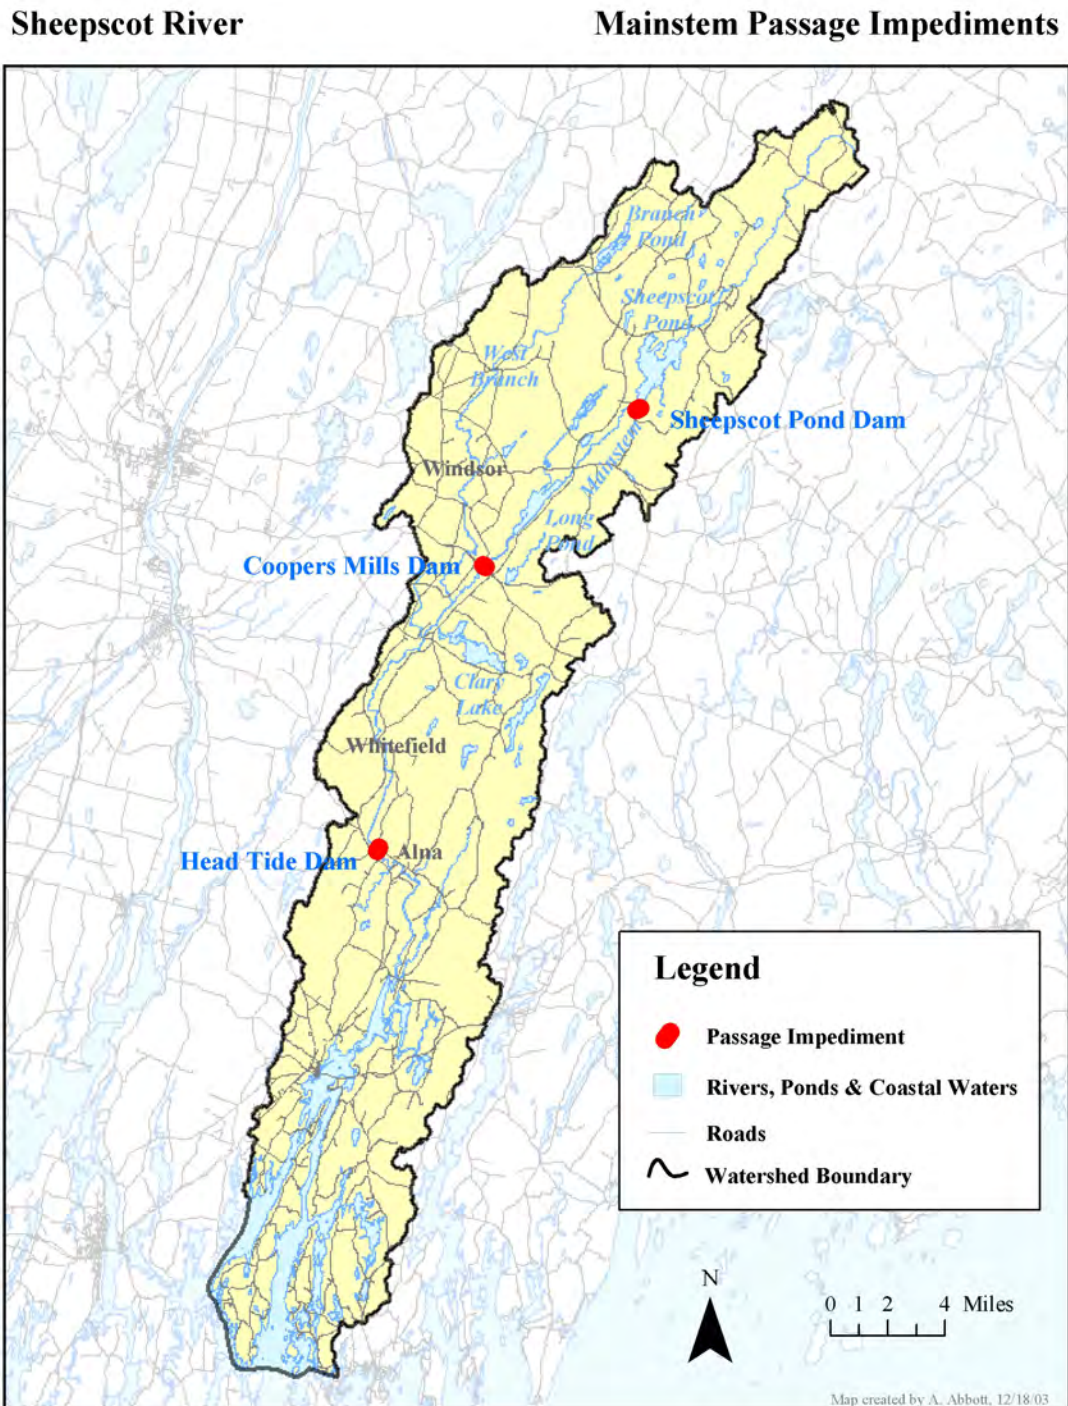 Sheepscot River
Mainstem Passage Impediments
Branch
Pond
Sheepscot
Pond
West
Branch
Sheepscot Pond Dam
Mainstem
Windsor
Long
Pond
Coopers Mills Dam
Clary
Lake
Whitefield
Head Tide Dam
Alna
Legend
Passage Impediment
Rivers, Ponds & Coastal Waters
Roads
Watershed Boundary
N
0 1 2 4 Miles
Map created by A. Abbott, 12/18/03